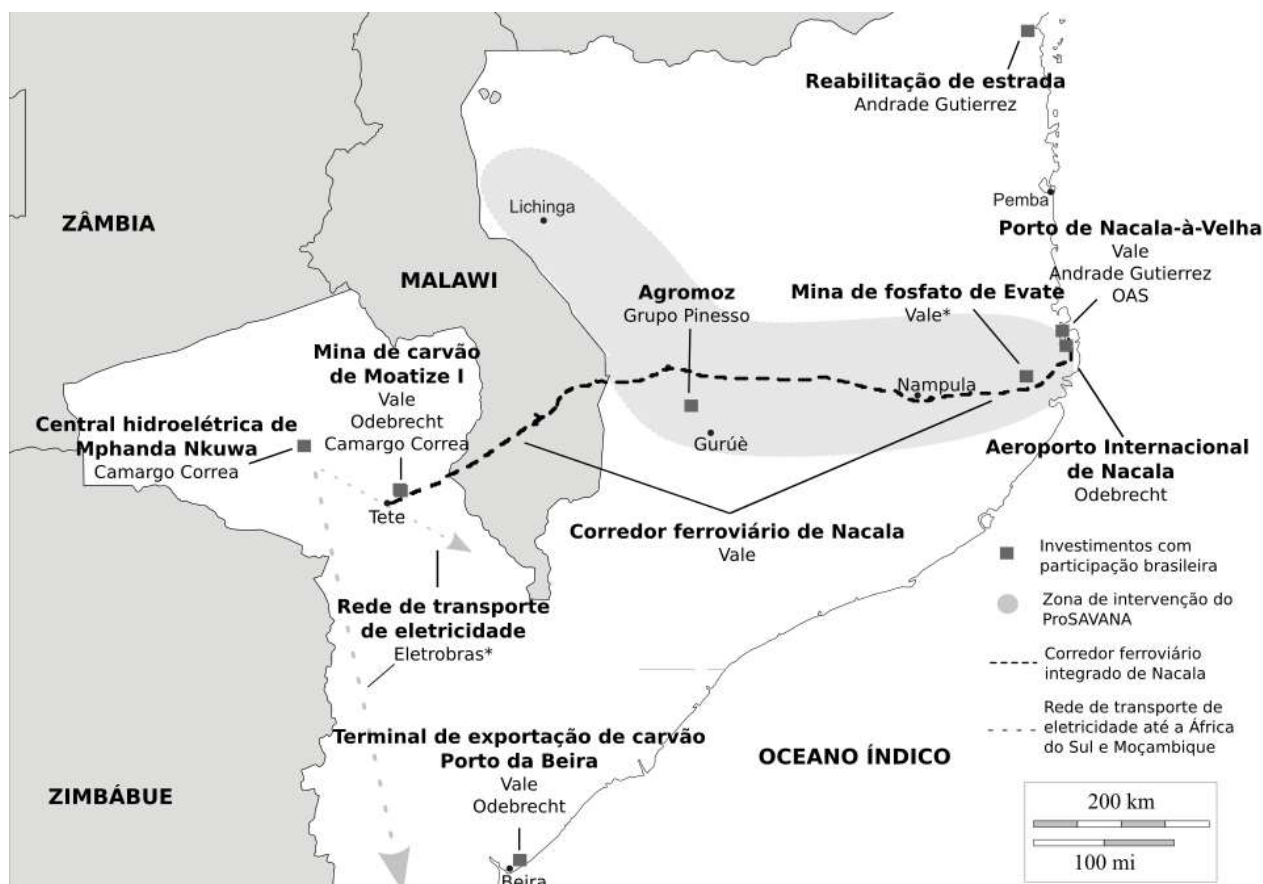 Reabilitação de estrada
Andrade Gutierrez
Pemba
Lichinga
ZÂMBIA
Porto de Nacala-à-Velha
Vale
Andrade Gutierrez
OAS
MALAWI
Agromoz
Grupo Pinesso
Mina de fosfato de Evate
Vale*
Mina de carvão
de Moatize I
Vale
Odebrecht
Camargo Correa
Nampula
Central hidroelétrica de
Mphanda Nkuwa
Camargo Correa
Gurúè
Aeroporto Internacional
de Nacala
Odebrecht
Tete
Corredor ferroviário de Nacala
Vale
Investimentos com
participação brasileira
Zona de intervenção do
ProSAVANA
Rede de transporte
de eletricidade
Eletrobras*
Corredor ferroviário
integrado de Nacala
Rede de transporte de
eletricidade até a África
do Sul e Moçambique
Terminal de exportação de carvão
Porto da Beira
Vale
Odebrecht
OCEANO ÍNDICO
ZIMBÁBUE
200 km
100 mi
Beira